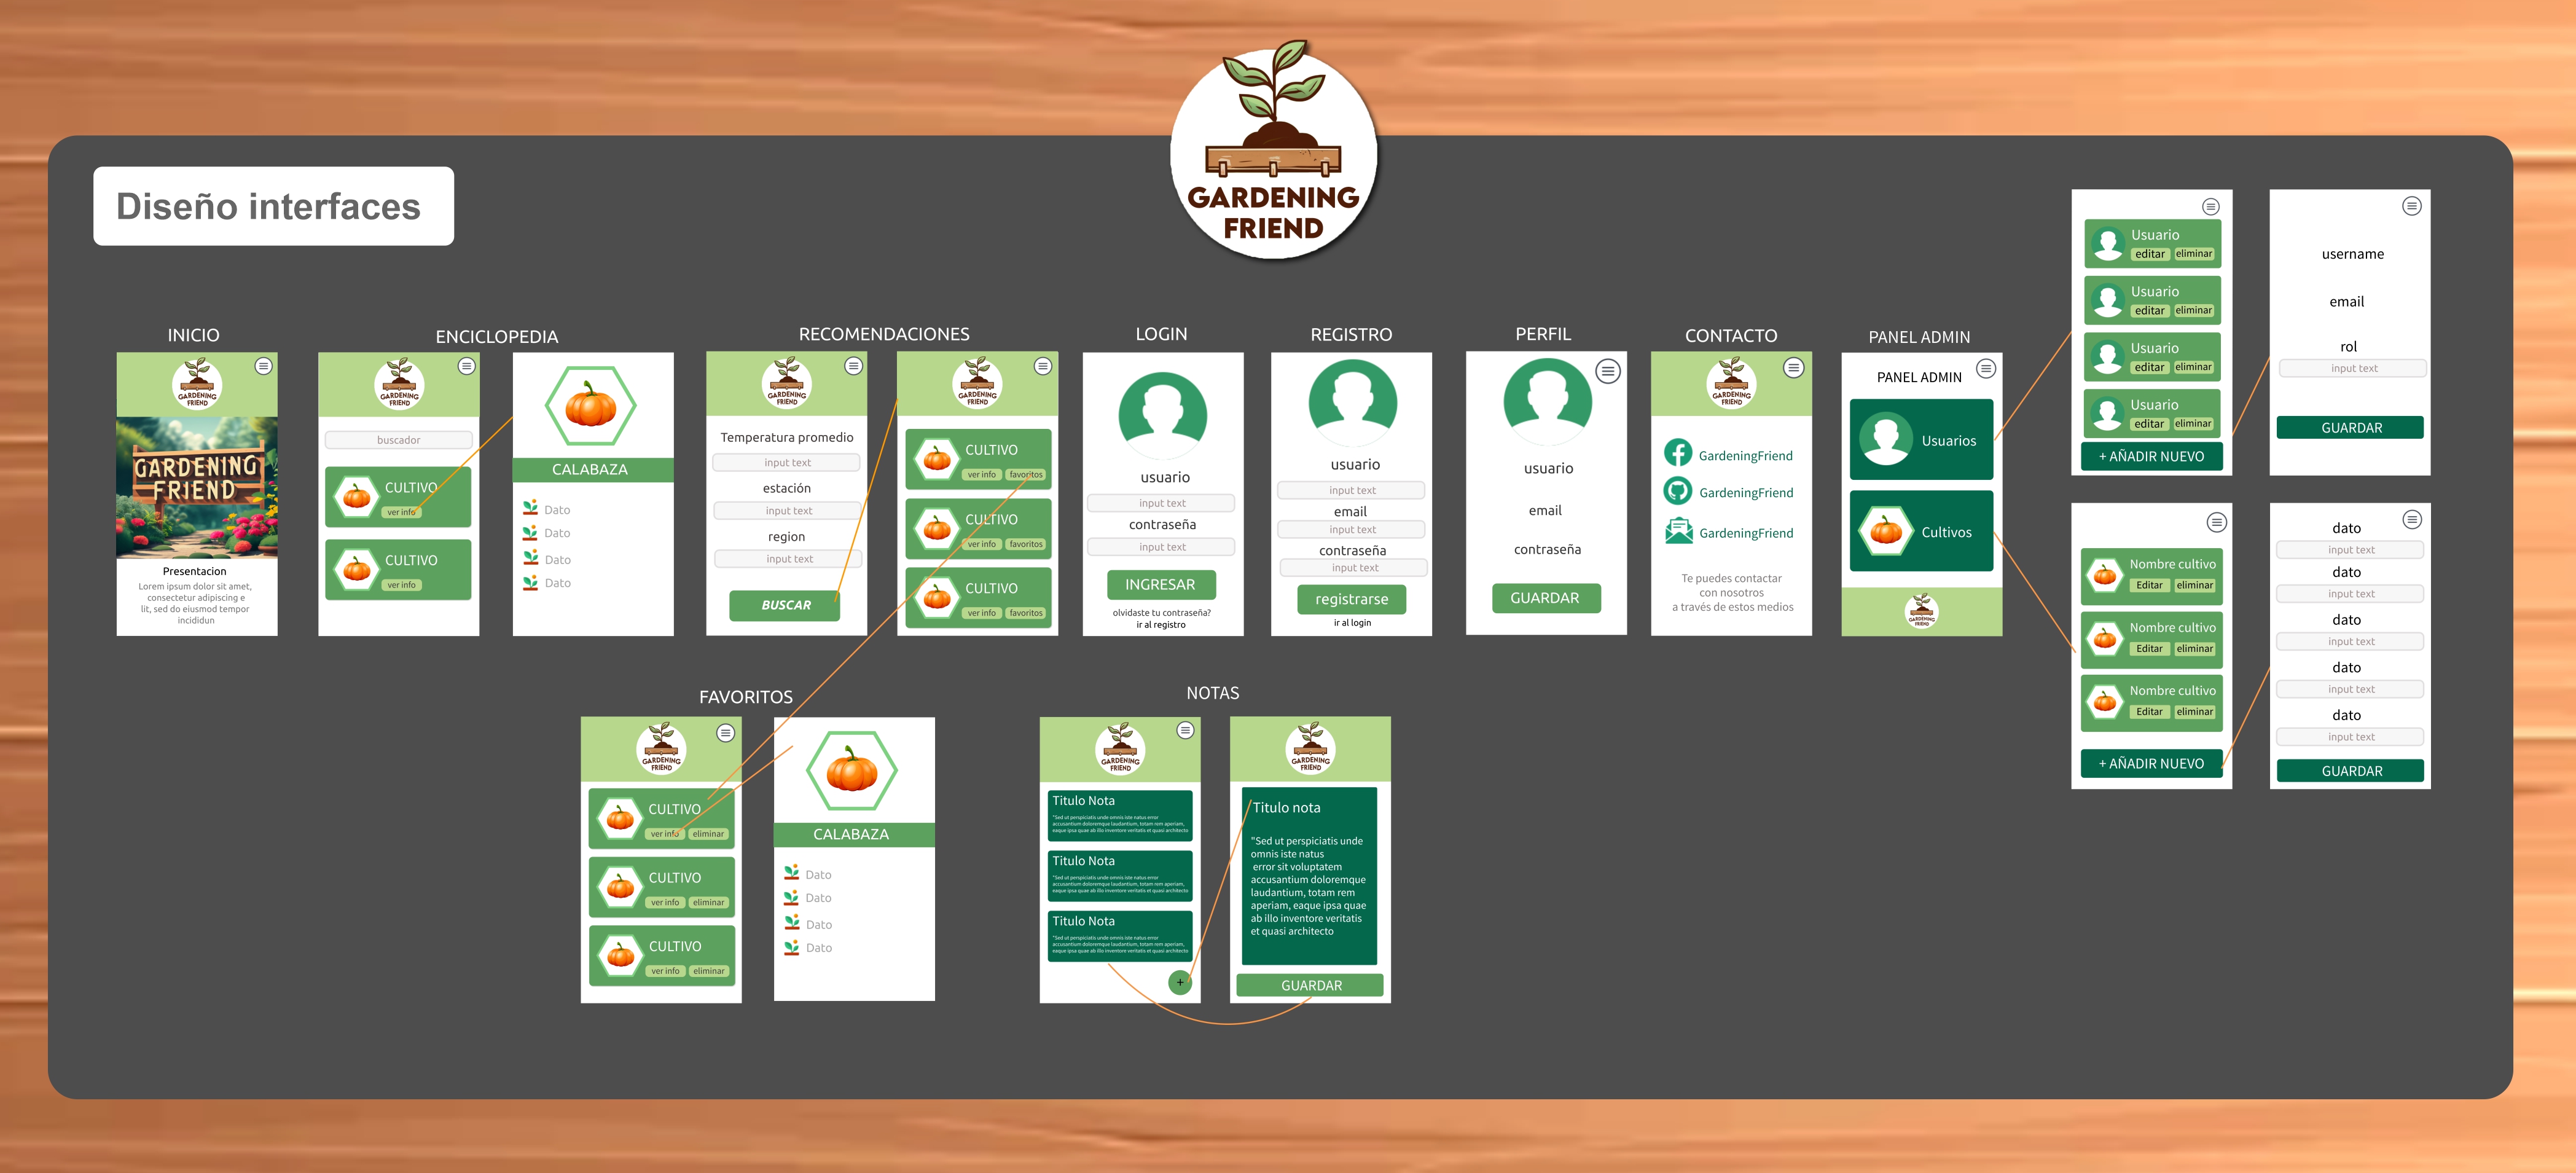 GARDENING
FRIEND
Diseño interfaces
INICIO
GARDENING
FRIEND
GARDENING
FRIEND
Presentacion
Lorem ipsum dolor sit amet,
consectetur adipiscing e
lit, sed do eiusmod tempor
incididun
ENCICLOPEDIA
GARDENING
FRIEND
buscador
CULTIVO
ver info
CULTIVO
ver info
CALABAZA
Dato
Dato
Dato
Dato
RECOMENDACIONES
GARDENING
FRIEND
Temperatura promedio
input text
estación
input text
region
input text
BUSCAR
GARDENING
FRIEND
CULTIVO
ver info favoritos
CULTIVO
ver info favoritos
CULTIVO
ver info favoritos
LOGIN
usuario
input text
contraseña
input text
INGRESAR
olvidaste tu contraseña?
ir al registro
REGISTRO
usuario
input text
email
input text
contraseña
input text
registrarse
ir al login
PERFIL
usuario
email
contraseña
GUARDAR
CONTACTO
GARDENING
FRIEND
GardeningFriend
GardeningFriend
GardeningFriend
Te puedes contactar
con nosotros
a través de estos medios
PANEL ADMIN
PANEL ADMIN
Usuarios
Cultivos
GARDENING
FRIEND
Usuario
editar eliminar
Usuario
editar eliminar
Usuario
editar eliminar
Usuario
editar eliminar
+ AÑADIR NUEVO
username
email
rol
input text
GUARDAR
Nombre cultivo
Editar eliminar
Nombre cultivo
Editar eliminar
Nombre cultivo
Editar eliminar
+ AÑADIR NUEVO
dato
input text
dato
input text
dato
input text
dato
input text
dato
input text
GUARDAR
FAVORITOS
GARDENING
FRIEND
CULTIVO
ver info eliminar
CULTIVO
ver info eliminar
CULTIVO
ver info eliminar
CALABAZA
Dato
Dato
Dato
Dato
NOTAS
GARDENING
FRIEND
Titulo Nota
"Sed ut perspiciatis unde omnis iste natus error
accusantium doloremque laudantium, totam rem aperiam,
eaque ipsa quae ab illo inventore veritatis et quasi architecto
Titulo Nota
"Sed ut perspiciatis unde omnis iste natus error
accusantium doloremque laudantium, totam rem aperiam,
eaque ipsa quae ab illo inventore veritatis et quasi architecto
Titulo Nota
"Sed ut perspiciatis unde omnis iste natus error
accusantium doloremque laudantium, totam rem aperiam,
eaque ipsa quae ab illo inventore veritatis et quasi architecto
+
GARDENING
FRIEND
Titulo nota
"Sed ut perspiciatis unde
omnis iste natus
error sit voluptatem
accusantium doloremque
laudantium, totam rem
aperiam, eaque ipsa quae
ab illo inventore veritatis
et quasi architecto
GUARDAR